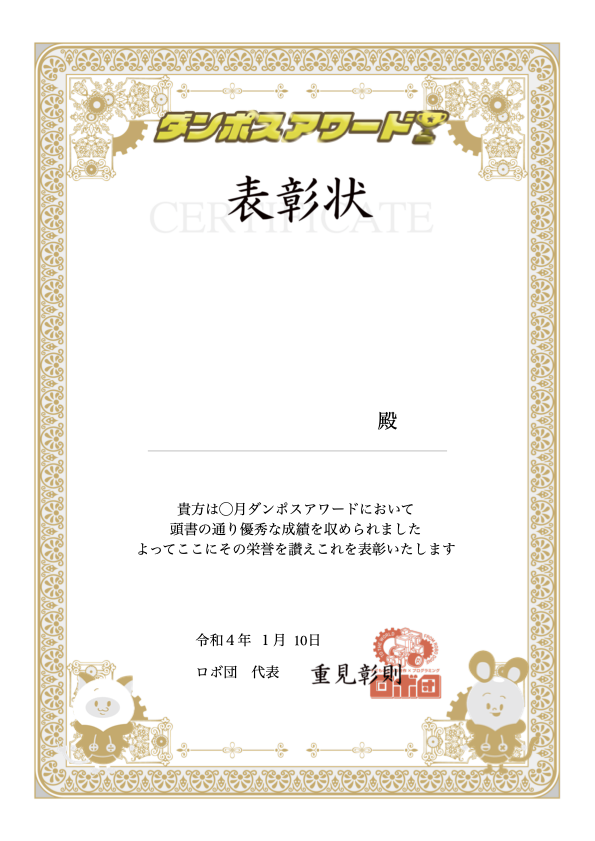 ダンポスアワード
表彰状
CERTIFICATE
殿
貴方は〇月ダンポスアワードにおいて
頭書の通り優秀な成績を収められました
よってここにその栄誉を讃えこれを表彰いたします
令和４年 １月 10日
ロボ団 代表 重見彰則
ロボ団